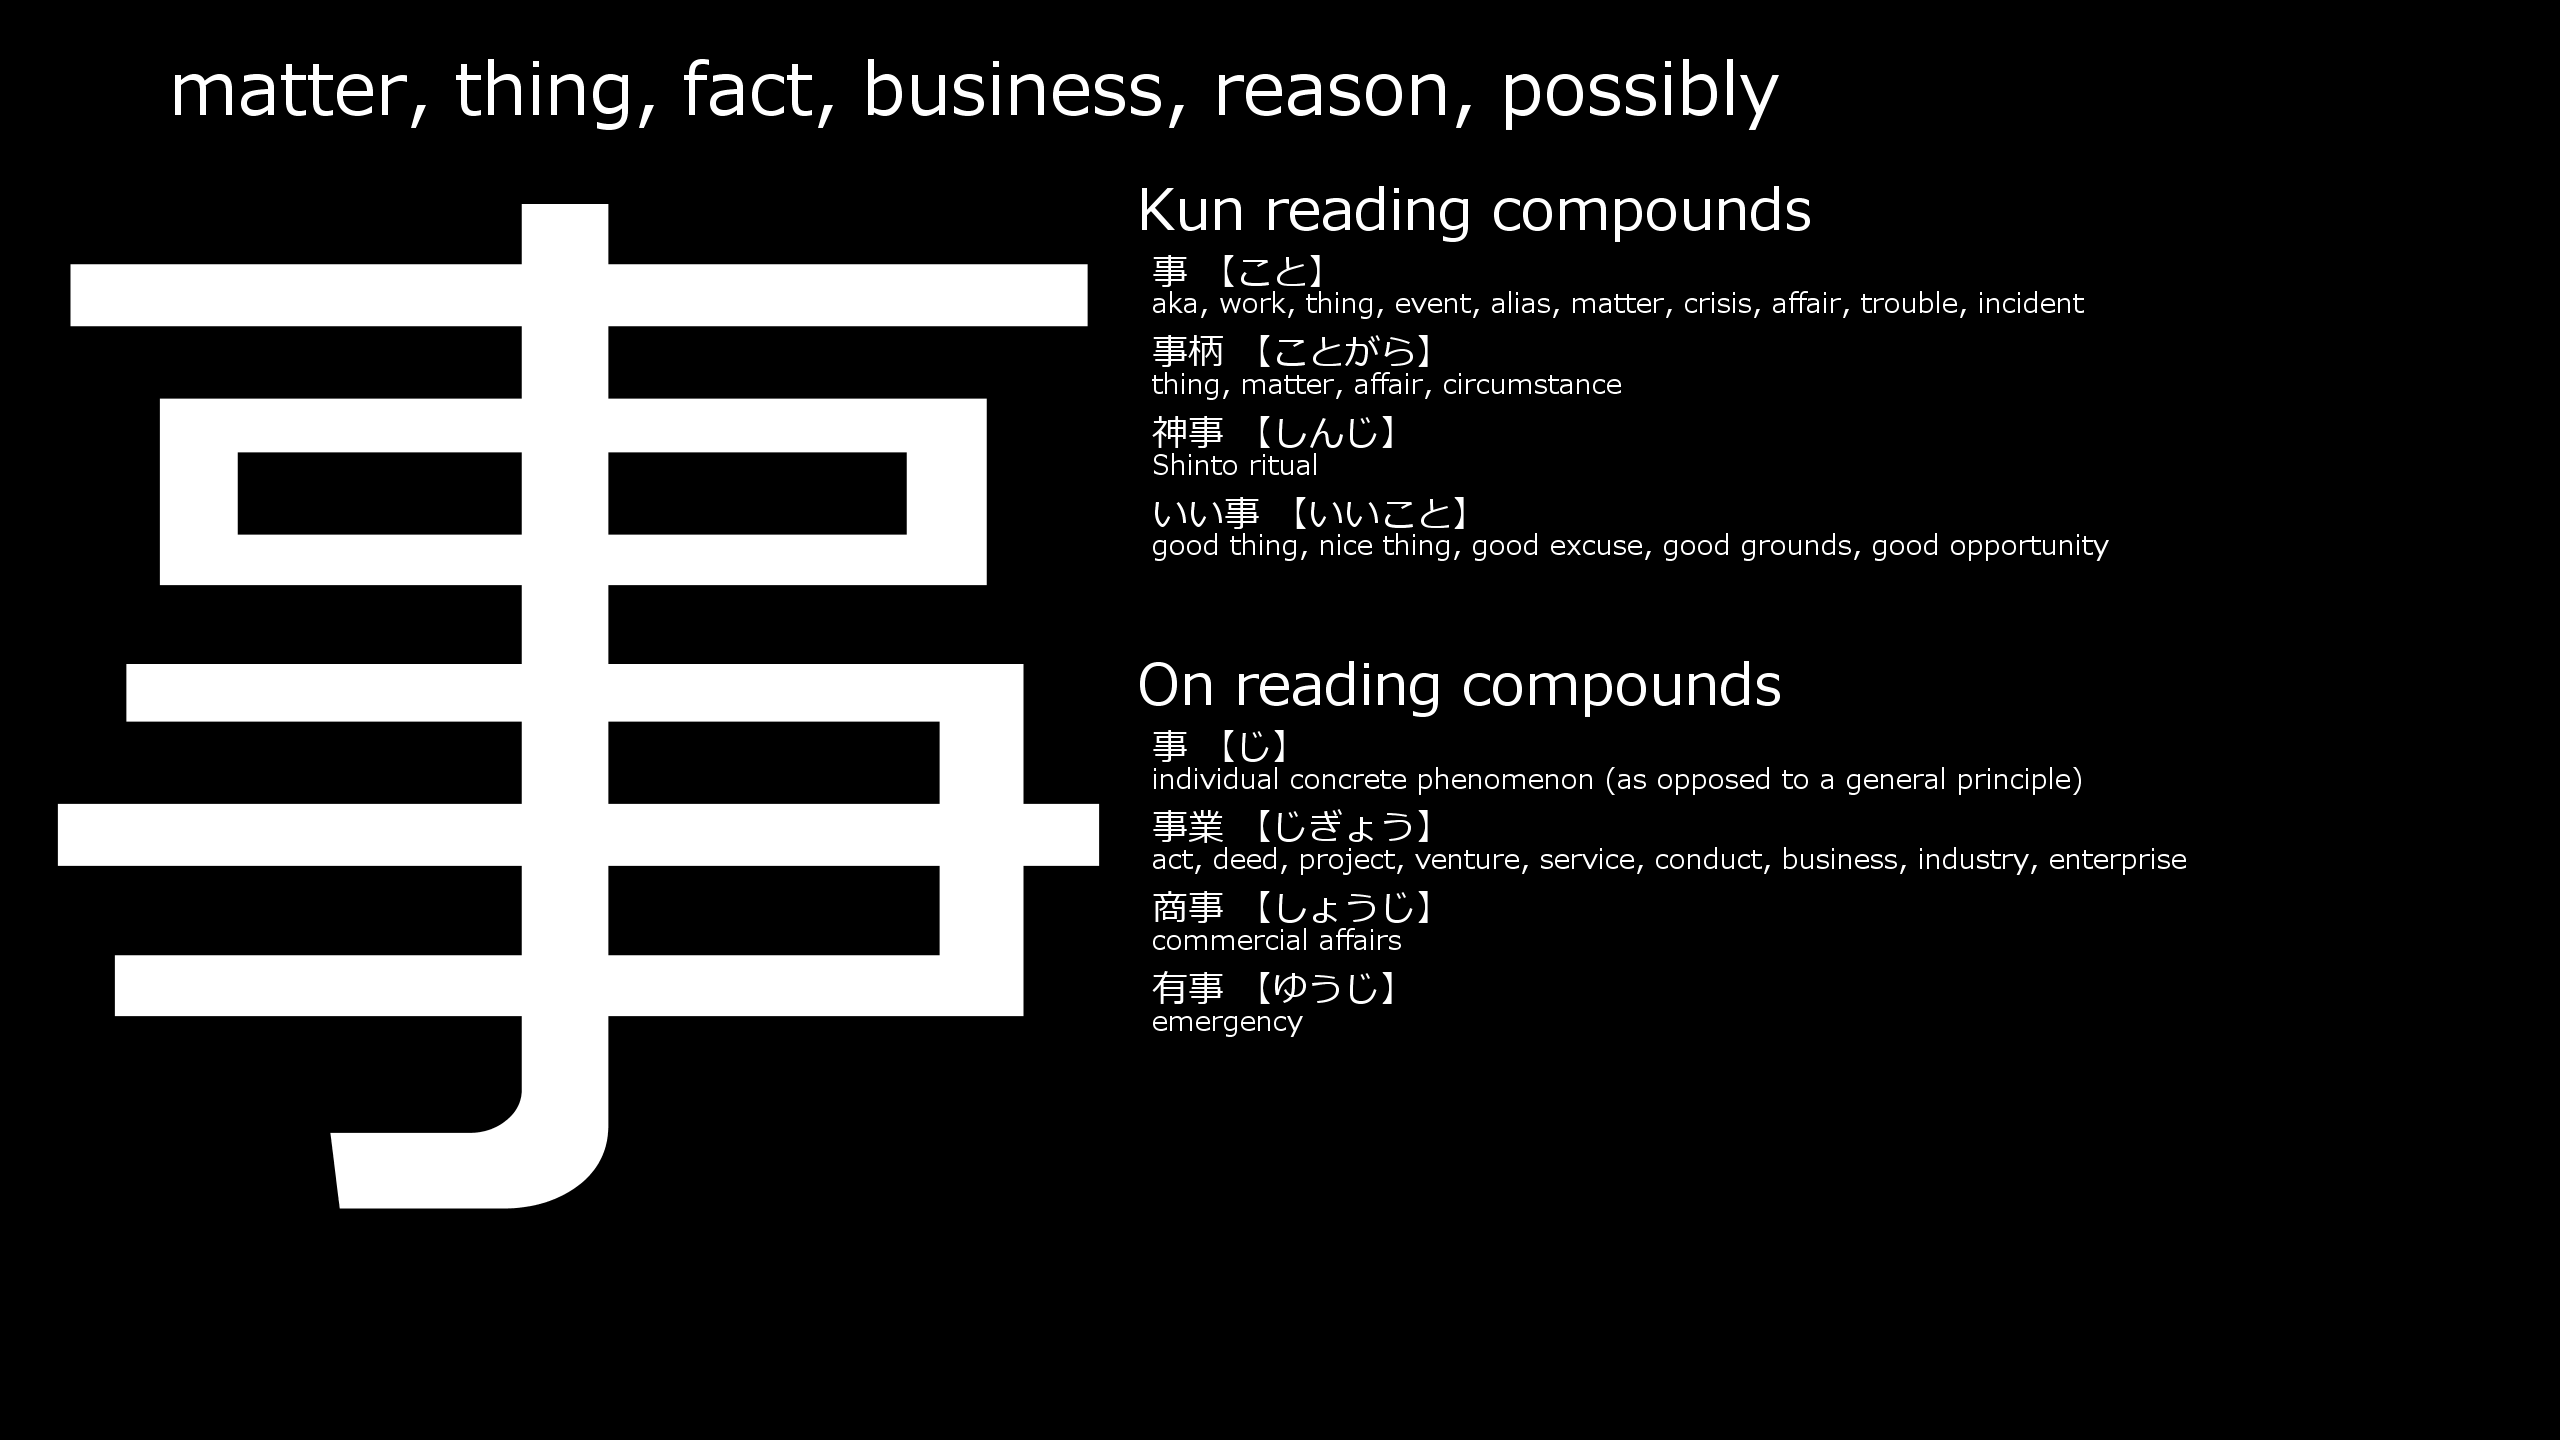 matter, thing, fact, business, reason, possibly
事
Kun reading compounds
事 【こと】
aka, work, thing, event, alias, matter, crisis, affair, trouble, incident
事柄 【ことがら】
thing, matter, affair, circumstance
神事 【しんじ】
Shinto ritual
いい事 【いいこと】
good thing, nice thing, good excuse, good grounds, good opportunity
On reading compounds
事 【じ】
individual concrete phenomenon (as opposed to a general principle)
事業 【じぎょう】
act, deed, project, venture, service, conduct, business, industry, enterprise
商事 【しょうじ】
commercial affairs
有事 【ゆうじ】
emergency